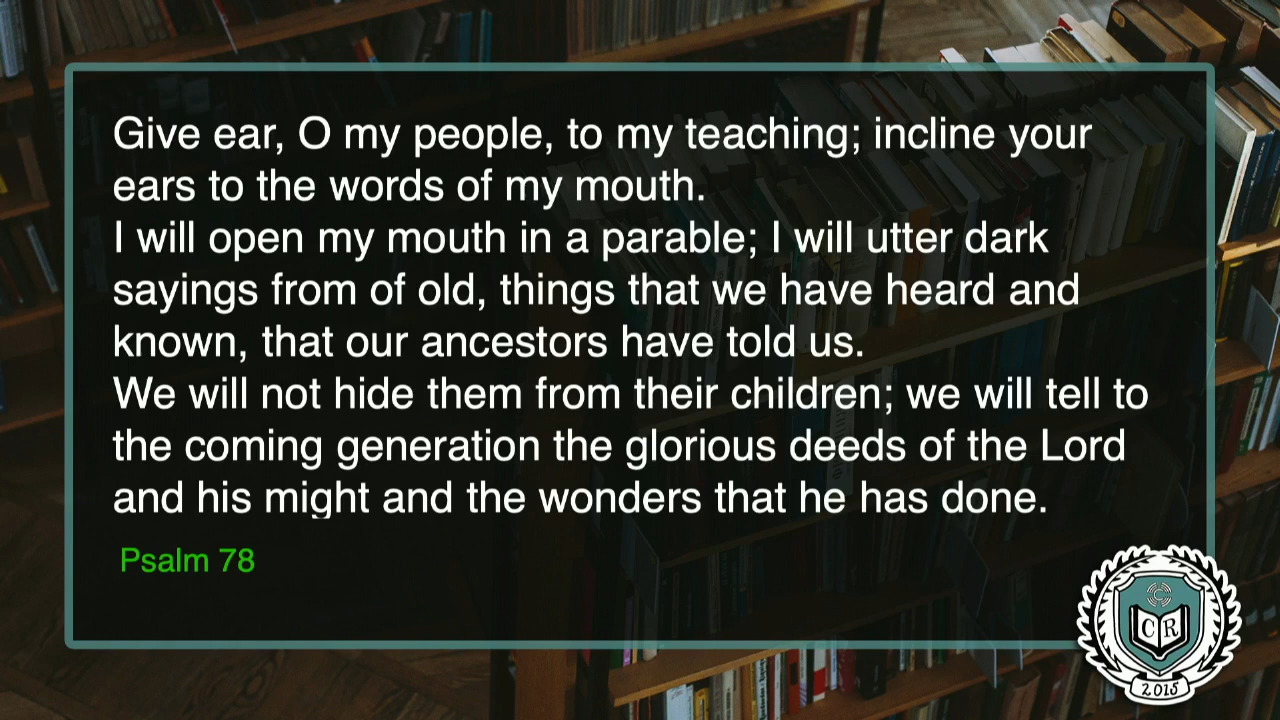 Give ear, O my people, to my teaching; incline your
ears to the words of my mouth.
I will open my mouth in a parable; I will utter dark
sayings from of old, things that we have heard and
known, that our ancestors have told us.
We will not hide them from their children; we will tell to
the coming generation the glorious deeds of the Lord
and his might and the wonders that he has done.
Psalm 78
C R
2015